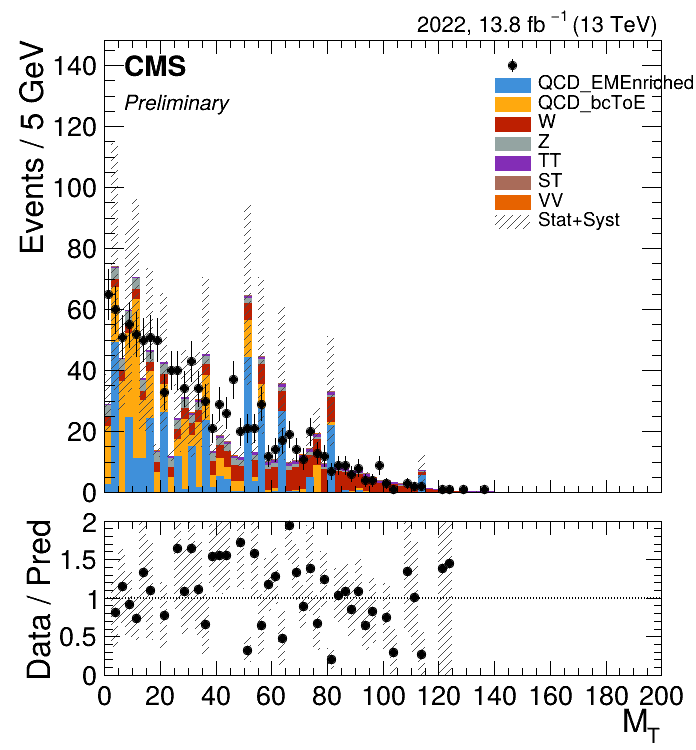 2022, 13.8 fb⁻¹ (13 TeV)
CMS
Preliminary
Events / 5 GeV
140
120
100
80
60
40
20
0
QCD_EMEnriched
QCD_bcToE
W
Z
TT
ST
VV
Stat+Syst
Data / Pred
2
1.5
1
0.5
0
0 20 40 60 80 100 120 140 160 180 200
M_T